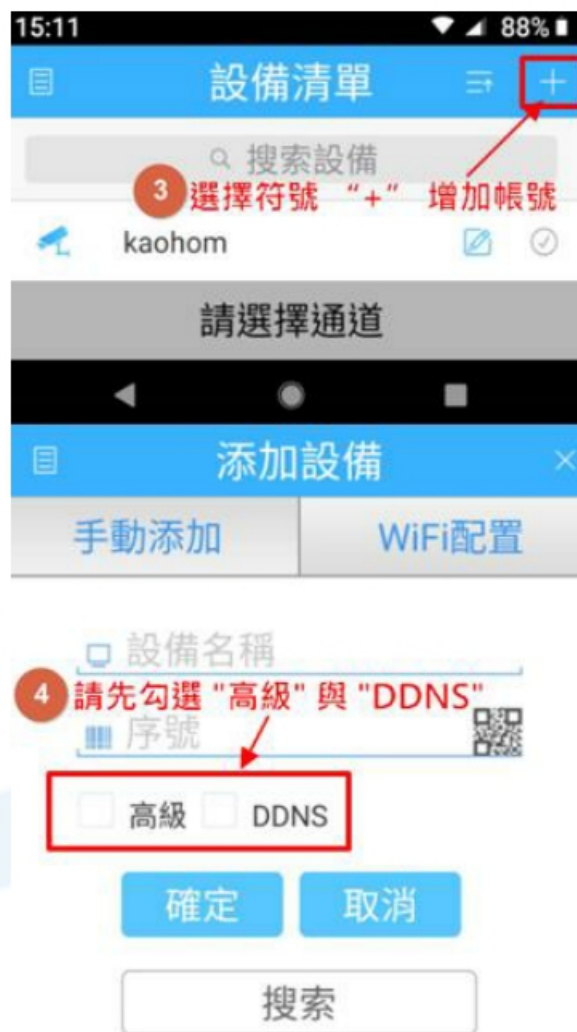 15:11 88%
設備清單
搜索設備
3 選擇符號 “+” 增加帳號
kaohom
請選擇通道
添加設備
手動添加 WiFi配置
設備名稱
4 請先勾選 "高級" 與 "DDNS"
序號
高級 DDNS
確定 取消
搜索